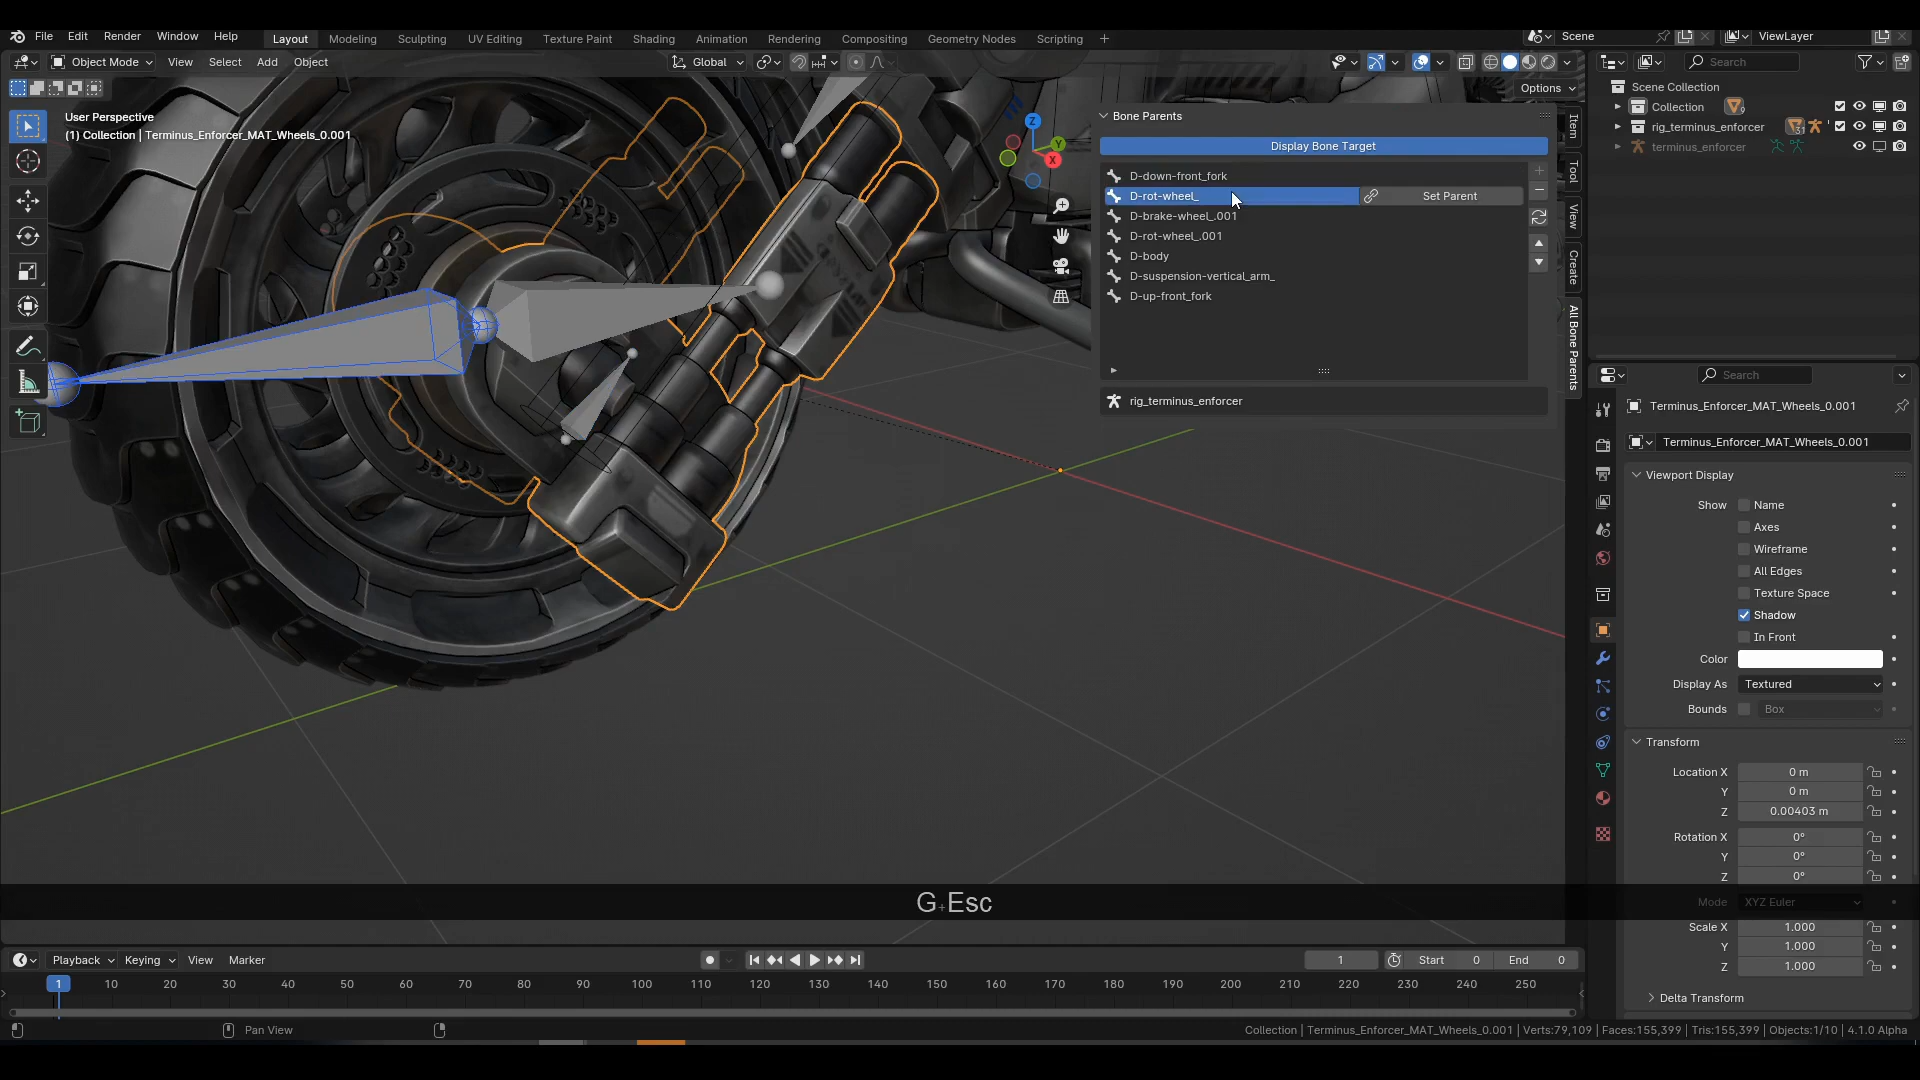 File Edit Render Window Help Layout Modeling Sculpting UV Editing Texture Paint Shading Animation Rendering Compositing Geometry Nodes Scripting + Scene ViewLayer
Object Mode View Select Add Object Global Search
Options
User Perspective
(1) Collection | Terminus_Enforcer_MAT_Wheels_0.001
Z
Y
X
Bone Parents
Display Bone Target
D-down-front_fork
D-rot-wheel_ Set Parent
D-brake-wheel_.001
D-rot-wheel_.001
D-body
D-suspension-vertical_arm_
D-up-front_fork
rig_terminus_enforcer
Item
Tool
View
Create
All Bone Parents
Scene Collection
Collection 9
rig_terminus_enforcer 31
terminus_enforcer
Search
Terminus_Enforcer_MAT_Wheels_0.001
Terminus_Enforcer_MAT_Wheels_0.001
Viewport Display
Show Name
Axes
Wireframe
All Edges
Texture Space
Shadow
In Front
Color
Display As Textured
Bounds Box
Transform
Location X 0 m
Y 0 m
Z 0.00403 m
Rotation X 0°
Y 0°
Z 0°
Mode XYZ Euler
Scale X 1.000
Y 1.000
Z 1.000
Delta Transform
G+Esc
Playback Keying View Marker 1 Start 0 End 0
1 10 20 30 40 50 60 70 80 90 100 110 120 130 140 150 160 170 180 190 200 210 220 230 240 250
Pan View Collection | Terminus_Enforcer_MAT_Wheels_0.001 | Verts:79,109 | Faces:155,399 | Tris:155,399 | Objects:1/10 | 4.1.0 Alpha